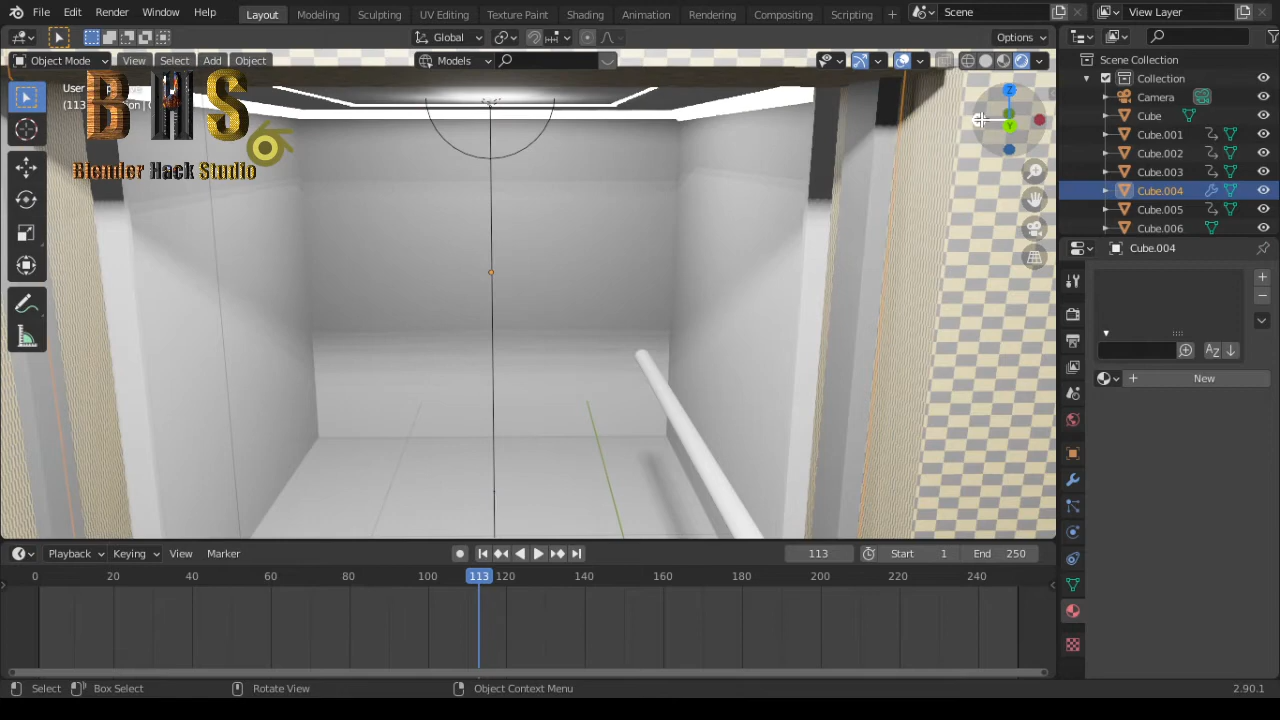 File Edit Render Window Help Layout Modeling Sculpting UV Editing Texture Paint Shading Animation Rendering Compositing Scripting Scene View Layer
Global Options
Object Mode View Select Add Object Models
User
(113
BHS
Blender Hack Studio
Z
Y
Scene Collection
Collection
Camera
Cube
Cube.001
Cube.002
Cube.003
Cube.004
Cube.005
Cube.006
Cube.004
New
Playback Keying View Marker 113 Start 1 End 250
0 20 40 60 80 100 113 120 140 160 180 200 220 240
Select Box Select Rotate View Object Context Menu 2.90.1